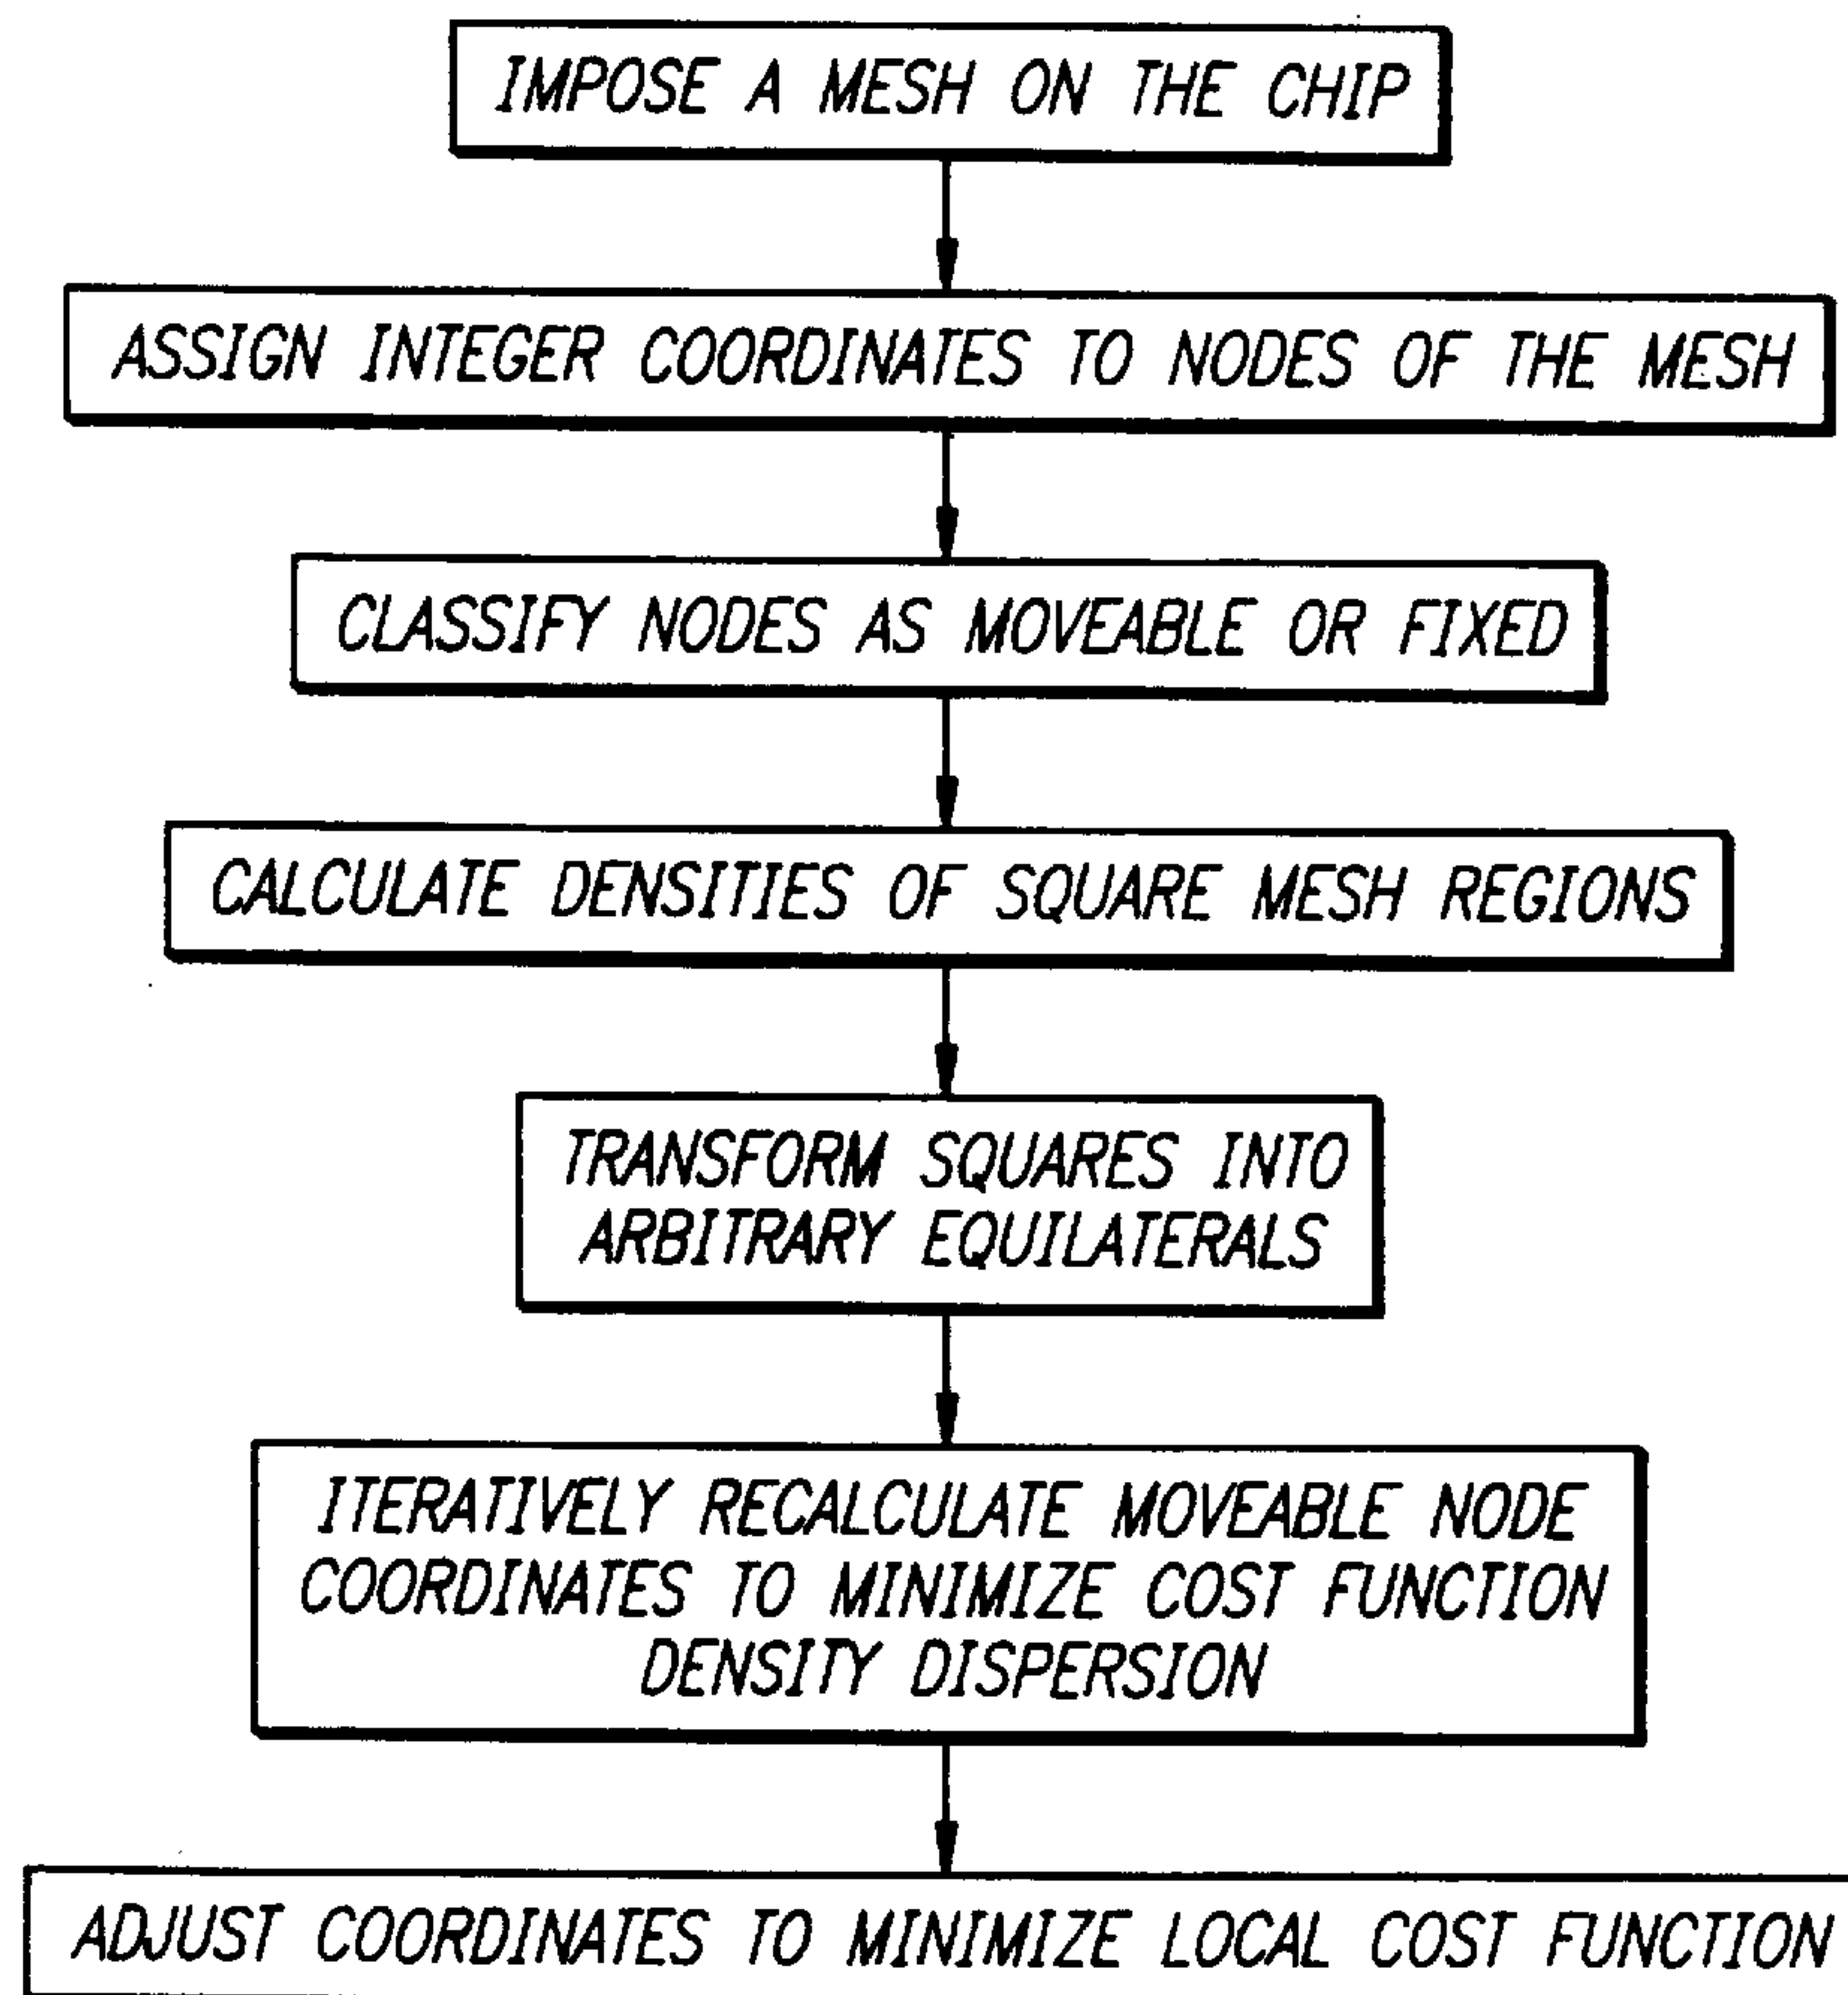 IMPOSE A MESH ON THE CHIP
ASSIGN INTEGER COORDINATES TO NODES OF THE MESH
CLASSIFY NODES AS MOVEABLE OR FIXED
CALCULATE DENSITIES OF SQUARE MESH REGIONS
TRANSFORM SQUARES INTO
ARBITRARY EQUILATERALS
ITERATIVELY RECALCULATE MOVEABLE NODE
COORDINATES TO MINIMIZE COST FUNCTION
DENSITY DISPERSION
ADJUST COORDINATES TO MINIMIZE LOCAL COST FUNCTION